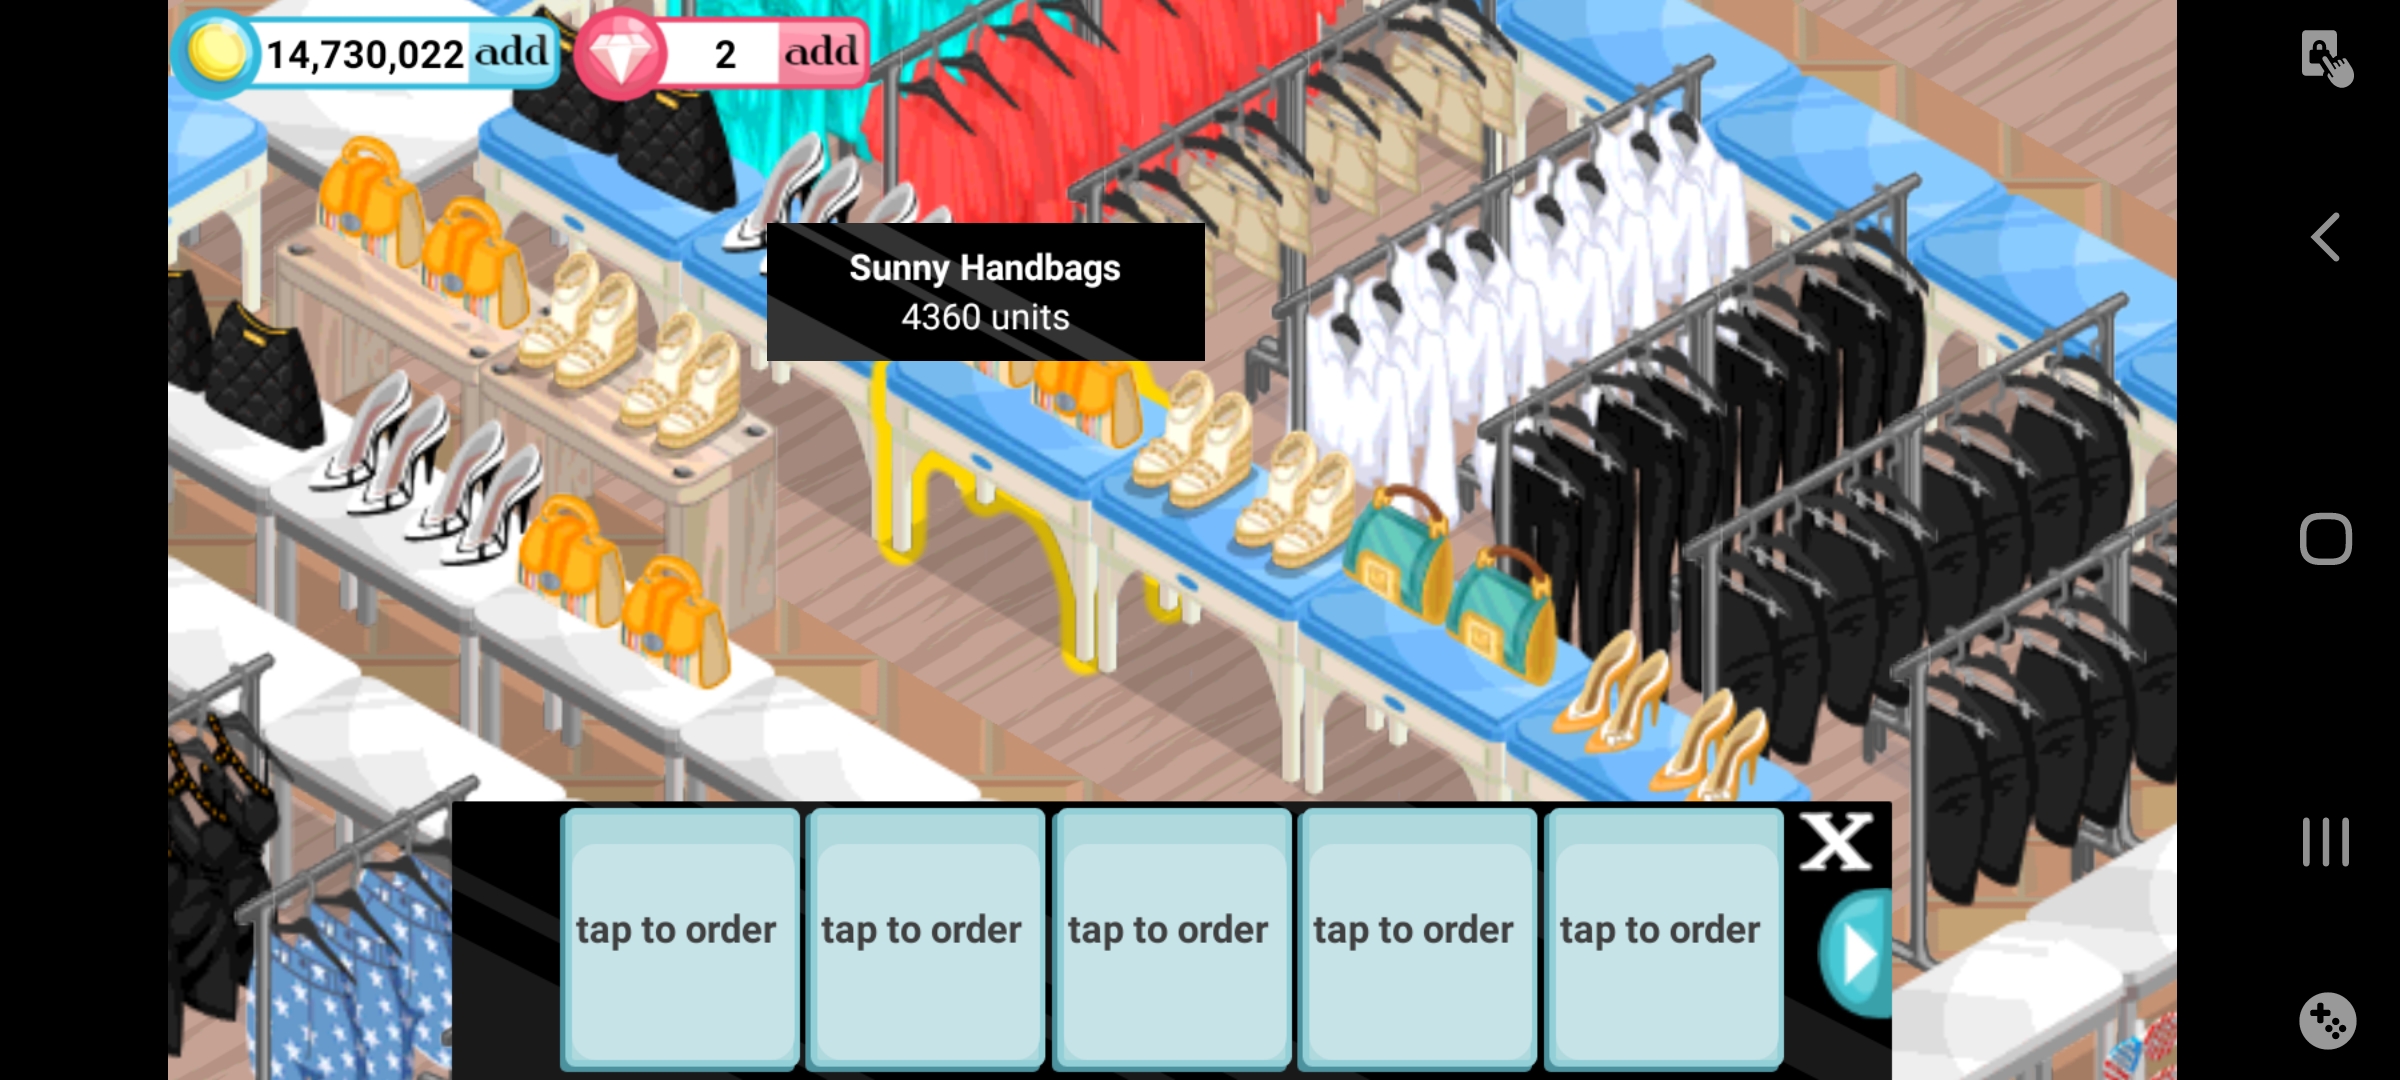 14,730,022 add
2 add
Sunny Handbags
4360 units
X
tap to order
tap to order
tap to order
tap to order
tap to order